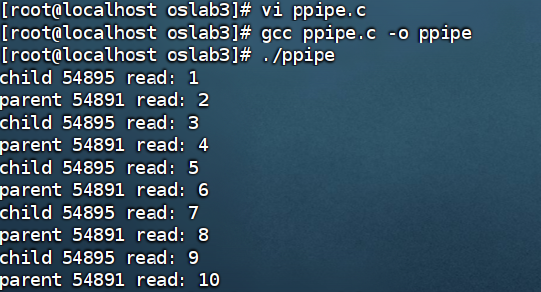 [root@localhost oslab3]# vi ppipe.c
[root@localhost oslab3]# gcc ppipe.c -o ppipe
[root@localhost oslab3]# ./ppipe
child 54895 read: 1
parent 54891 read: 2
child 54895 read: 3
parent 54891 read: 4
child 54895 read: 5
parent 54891 read: 6
child 54895 read: 7
parent 54891 read: 8
child 54895 read: 9
parent 54891 read: 10